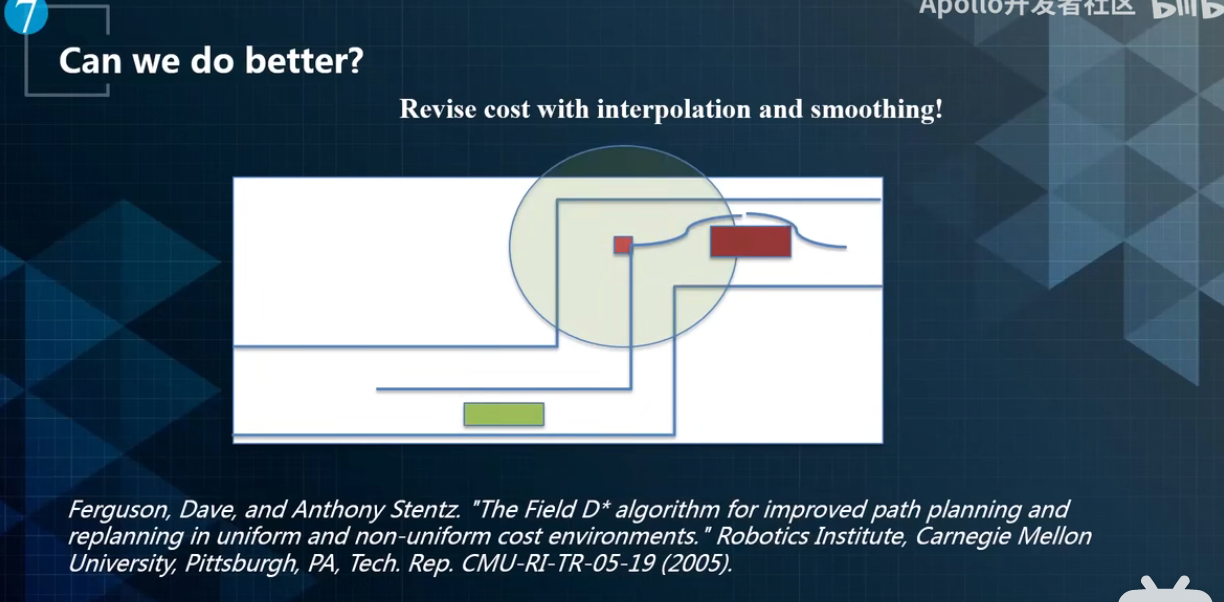 Apollo开发者社区 bilib
7
Can we do better?
Revise cost with interpolation and smoothing!
Ferguson, Dave, and Anthony Stentz. "The Field D* algorithm for improved path planning and
replanning in uniform and non-uniform cost environments." Robotics Institute, Carnegie Mellon
University, Pittsburgh, PA, Tech. Rep. CMU-RI-TR-05-19 (2005).